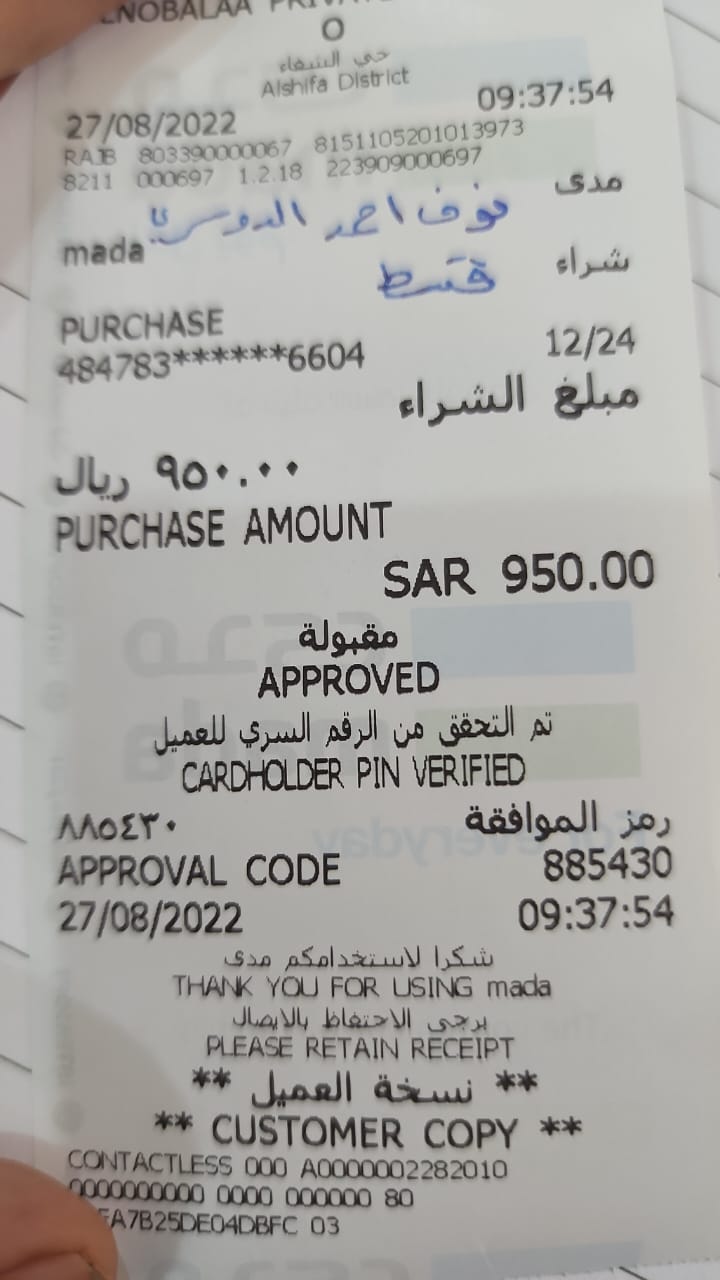 ENOBALAA
O
حي الشفاء
Alshifa District
27/08/2022 09:37:54
RAJB 803390000067 8151105201013973
8211 000697 1.2.18 223909000697
مدى
احمد الدوسري
mada
شراء
قسط
PURCHASE
484783******6604 12/24
مبلغ الشراء
٩٥٠.٠٠ ريال
PURCHASE AMOUNT
SAR 950.00
مقبولة
APPROVED
تم التحقق من الرقم السري للعميل
CARDHOLDER PIN VERIFIED
رمز الموافقة ٨٨٥٤٣٠
APPROVAL CODE 885430
27/08/2022 09:37:54
شكرا لاستخدامكم مدى
THANK YOU FOR USING mada
يرجى الاحتفاظ بالايصال
PLEASE RETAIN RECEIPT
** نسخة العميل **
** CUSTOMER COPY **
CONTACTLESS 000 A0000002282010
0000000000 0000 000000 80
EA7B25DE04DBFC 03